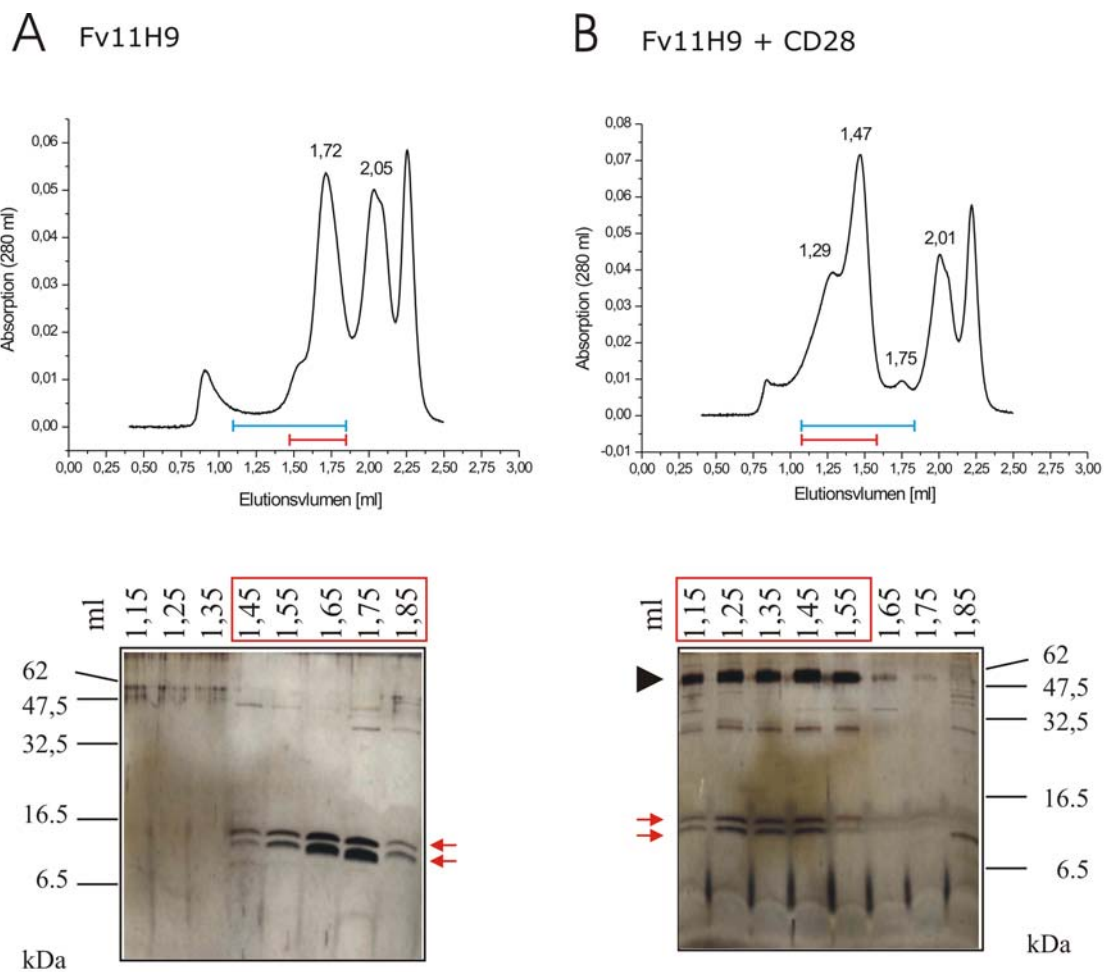 A Fv11H9
B Fv11H9 + CD28
Absorption (280 ml)
0,06
0,05
0,04
0,03
0,02
0,01
0,00
1,72
2,05
0,00 0,25 0,50 0,75 1,00 1,25 1,50 1,75 2,00 2,25 2,50 2,75 3,00
Elutionsvlumen [ml]
Absorption (280 ml)
0,08
0,07
0,06
0,05
0,04
0,03
0,02
0,01
0,00
-0,01
1,47
1,29
2,01
1,75
0,00 0,25 0,50 0,75 1,00 1,25 1,50 1,75 2,00 2,25 2,50 2,75 3,00
Elutionsvlumen [ml]
ml 1,15 1,25 1,35 1,45 1,55 1,65 1,75 1,85
62
47,5
32,5
16.5
6.5
kDa
ml 1,15 1,25 1,35 1,45 1,55 1,65 1,75 1,85
62
47,5
32,5
16.5
6.5
kDa